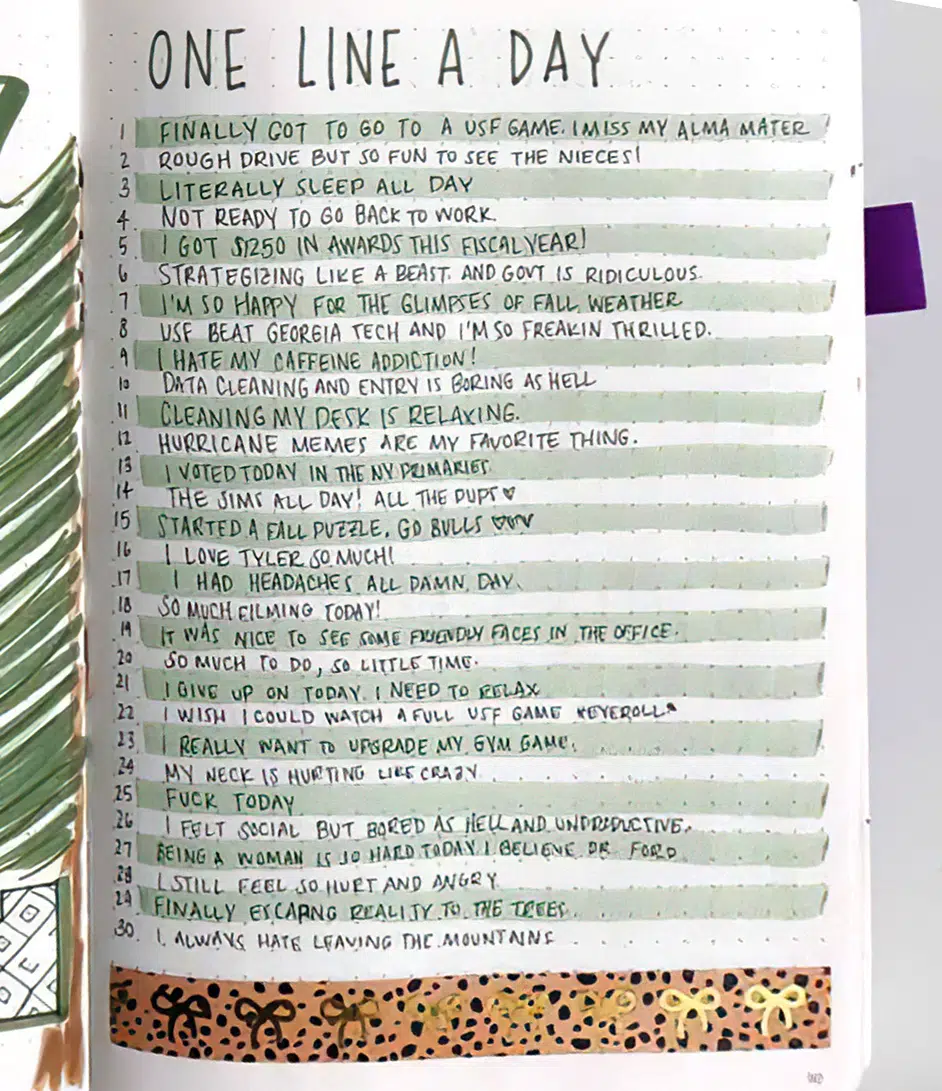 ONE LINE A DAY
1 FINALLY GOT TO GO TO A USF GAME. I MISS MY ALMA MATER
2 ROUGH DRIVE BUT SO FUN TO SEE THE NIECES!
3 LITERALLY SLEEP ALL DAY
4 NOT READY TO GO BACK TO WORK.
5 I GOT $1250 IN AWARDS THIS FISCAL YEAR!
6 STRATEGIZING LIKE A BEAST. AND GOVT IS RIDICULOUS.
7 I'M SO HAPPY FOR THE GLIMPSES OF FALL WEATHER
8 USF BEAT GEORGIA TECH AND I'M SO FREAKIN THRILLED.
9 I HATE MY CAFFEINE ADDICTION!
10 DATA CLEANING AND ENTRY IS BORING AS HELL
11 CLEANING MY DESK IS RELAXING.
12 HURRICANE MEMES ARE MY FAVORITE THING.
13 I VOTED TODAY IN THE NY PRIMARIES
14 THE SIMS ALL DAY! ALL THE PUPS ♡
15 STARTED A FALL PUZZLE. GO BULLS ♡♡♡
16 I LOVE TYLER SO MUCH!
17 I HAD HEADACHES ALL DAMN DAY.
18 SO MUCH FILMING TODAY!
19 IT WAS NICE TO SEE SOME FRIENDLY FACES IN THE OFFICE.
20 SO MUCH TO DO, SO LITTLE TIME.
21 I GIVE UP ON TODAY. I NEED TO RELAX
22 I WISH I COULD WATCH A FULL USF GAME *EYEROLL*
23 I REALLY WANT TO UPGRADE MY GYM GAME.
24 MY NECK IS HURTING LIKE CRAZY
25 FUCK TODAY
26 I FELT SOCIAL BUT BORED AS HELL AND UNPRODUCTIVE.
27 BEING A WOMAN IS SO HARD TODAY I BELIEVE DR. FORD
28 I STILL FEEL SO HURT AND ANGRY
29 FINALLY ESCAPNG REALITY TO THE TREES.
30. I ALWAYS HATE LEAVING THE MOUNTAINS